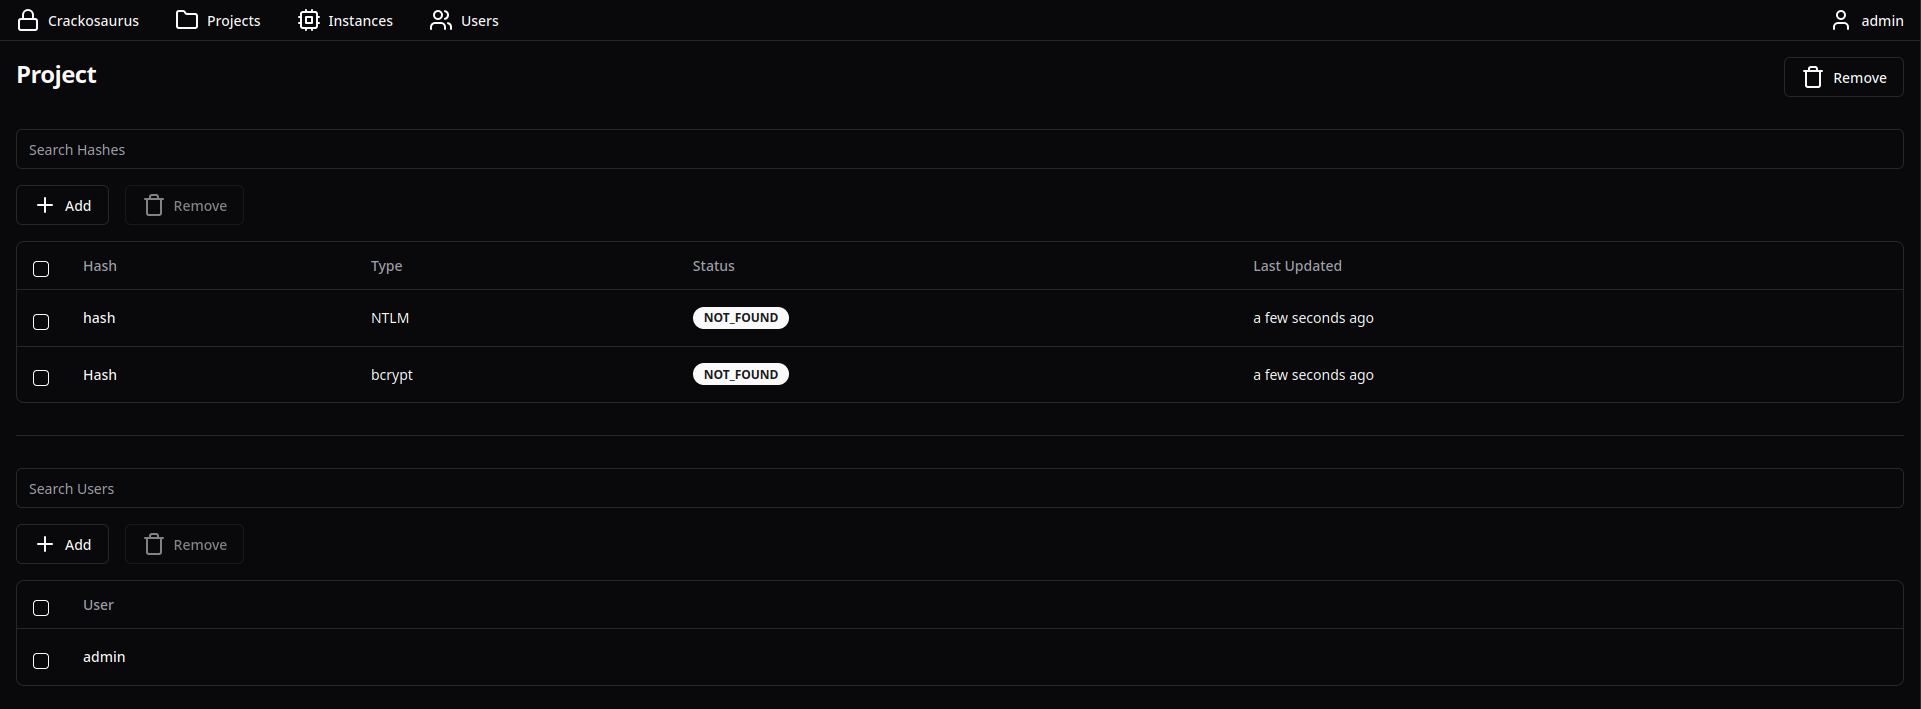 Crackosaurus Projects Instances Users admin
Project
Remove
Search Hashes
Add Remove
Hash Type Status Last Updated
hash NTLM NOT_FOUND a few seconds ago
Hash bcrypt NOT_FOUND a few seconds ago
Search Users
Add Remove
User
admin